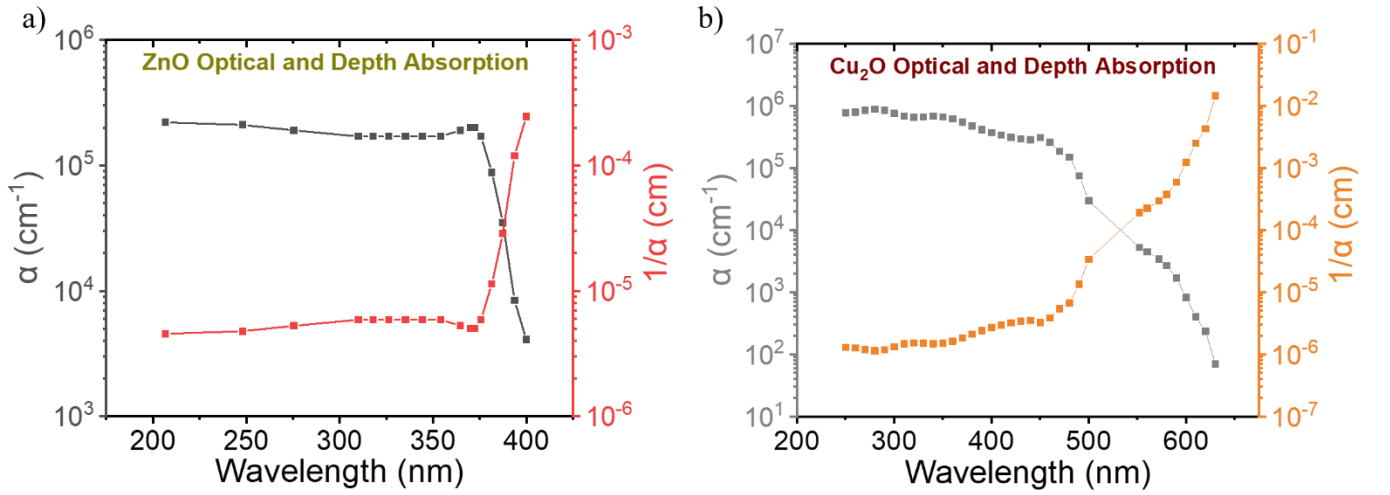 a)
ZnO Optical and Depth Absorption
10⁶
10⁵
10⁴
10³
α (cm⁻¹)
10⁻³
10⁻⁴
10⁻⁵
10⁻⁶
1/α (cm)
200 250 300 350 400
Wavelength (nm)
b)
Cu₂O Optical and Depth Absorption
10⁷
10⁶
10⁵
10⁴
10³
10²
10¹
α (cm⁻¹)
10⁻¹
10⁻²
10⁻³
10⁻⁴
10⁻⁵
10⁻⁶
10⁻⁷
1/α (cm)
200 300 400 500 600
Wavelength (nm)